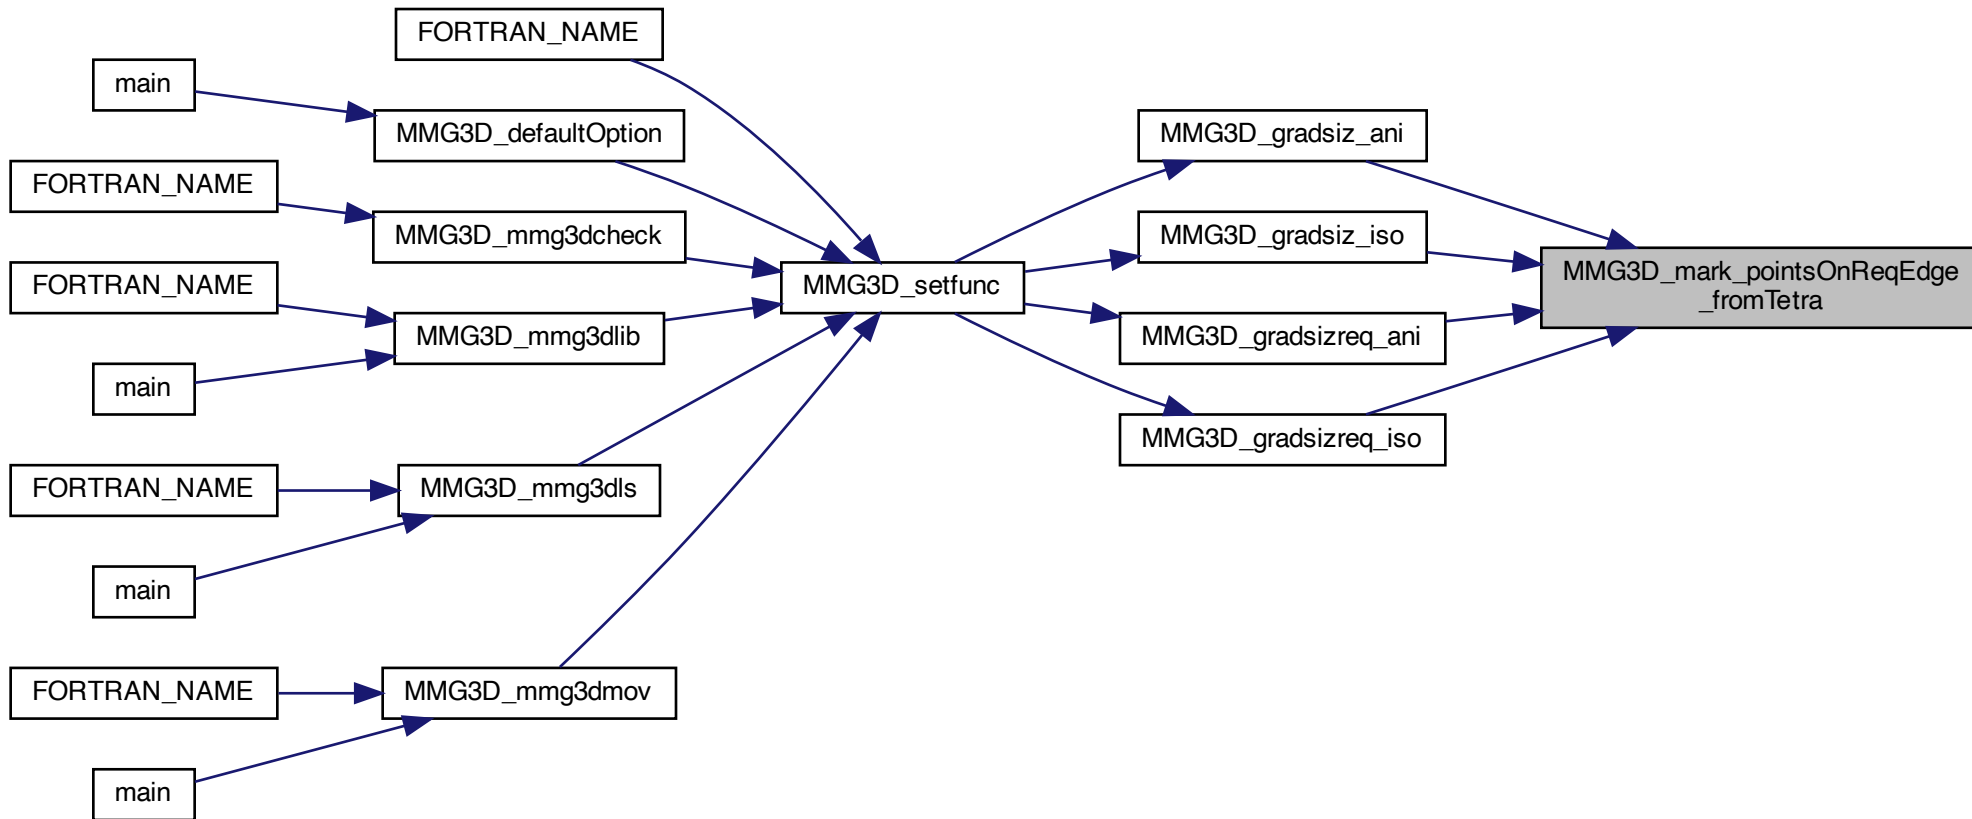 FORTRAN_NAME
main
MMG3D_defaultOption
MMG3D_gradsiz_ani
FORTRAN_NAME
MMG3D_mmg3dcheck
MMG3D_gradsiz_iso
FORTRAN_NAME
MMG3D_setfunc
MMG3D_mark_pointsOnReqEdge
_fromTetra
MMG3D_mmg3dlib
MMG3D_gradsizreq_ani
main
MMG3D_gradsizreq_iso
FORTRAN_NAME
MMG3D_mmg3dls
main
FORTRAN_NAME
MMG3D_mmg3dmov
main